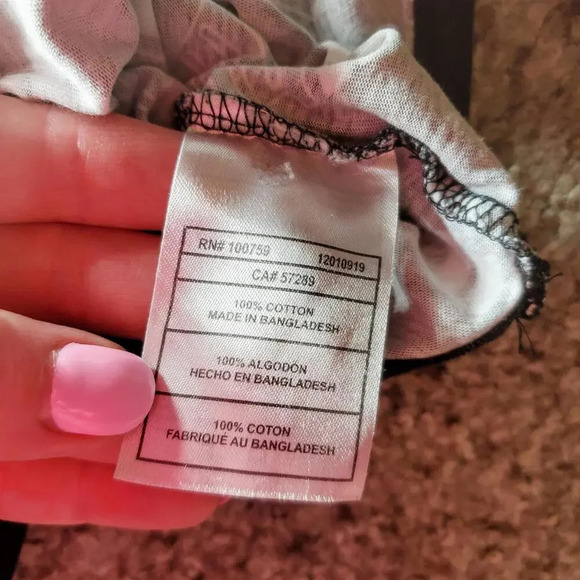 RN# 100759 12010919
CA# 57289
100% COTTON
MADE IN BANGLADESH
100% ALGODON
HECHO EN BANGLADESH
100% COTON
FABRIQUÉ AU BANGLADESH